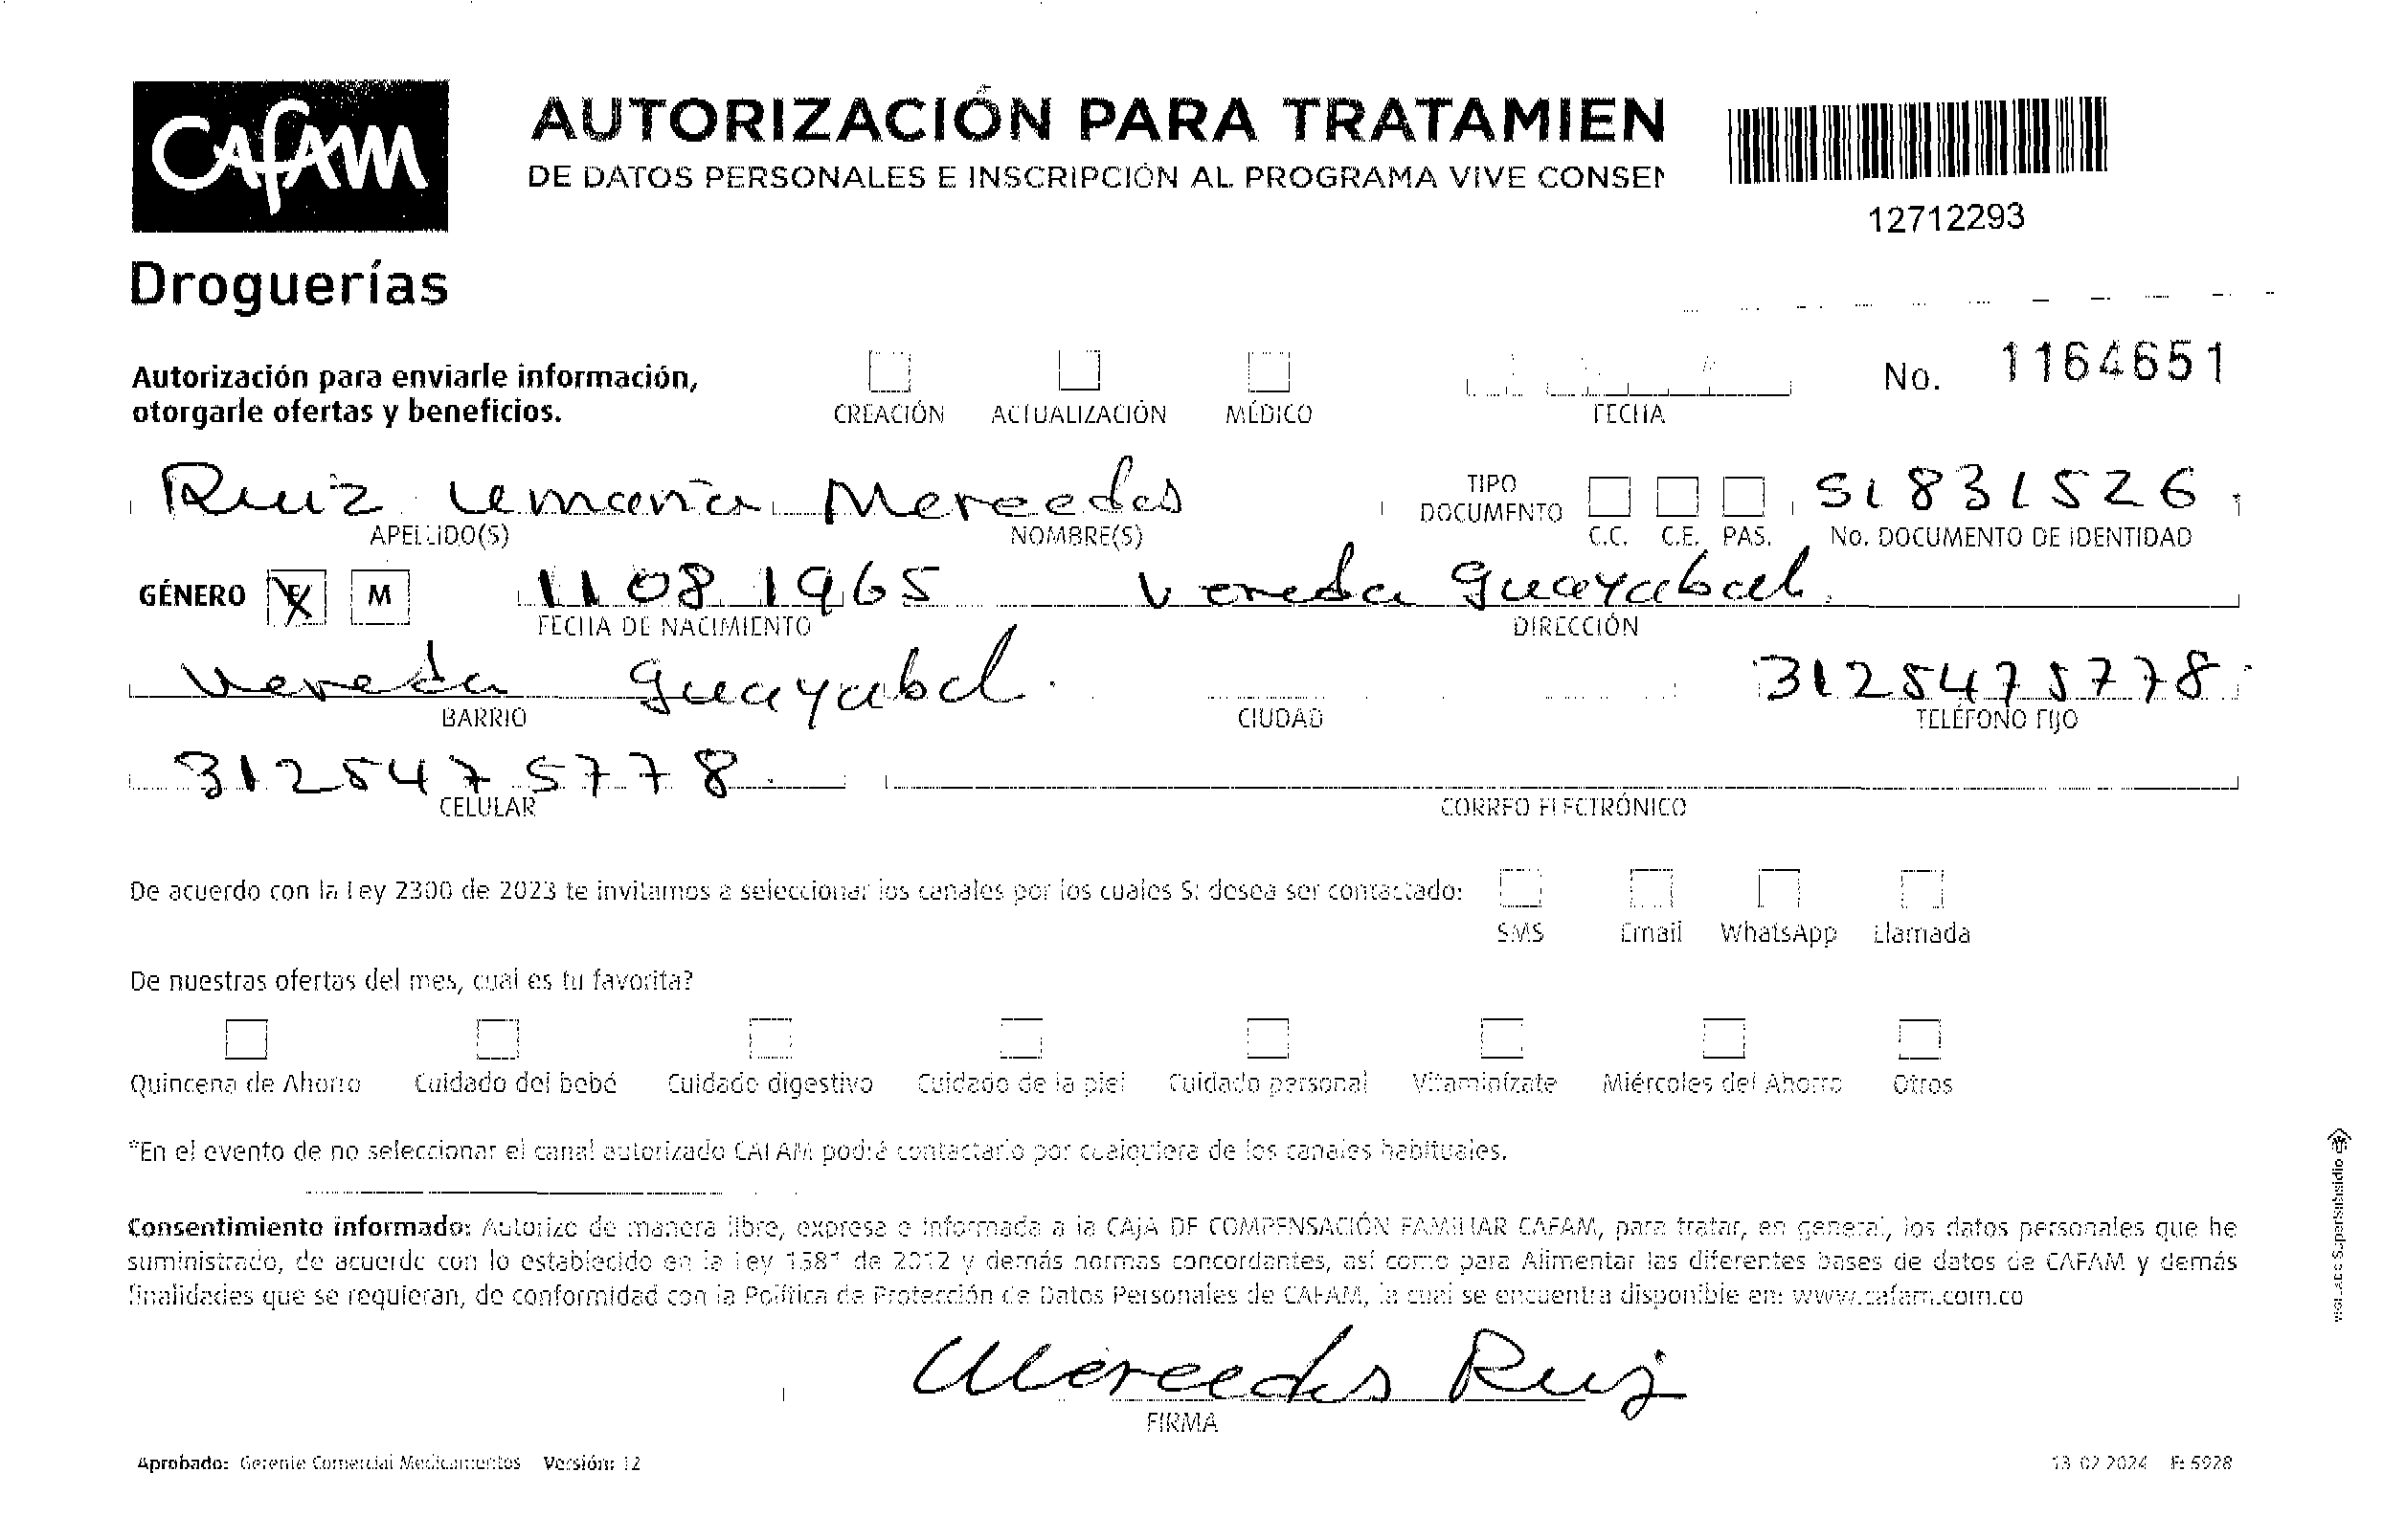 CAFAM
Droguerías
AUTORIZACIÓN PARA TRATAMIEN
DE DATOS PERSONALES E INSCRIPCIÓN AL PROGRAMA VIVE CONSEN
12712293
Autorización para enviarle información,
otorgarle ofertas y beneficios.
CREACIÓN ACTUALIZACIÓN MÉDICO FECHA No. 1164651
Ruiz Mercedes 51831526
APELLIDO(S) NOMBRE(S) TIPO DOCUMENTO C.C. C.E. PAS. No. DOCUMENTO DE IDENTIDAD
GÉNERO F M 11 08 1965 Vereda Guayabal.
FECHA DE NACIMIENTO DIRECCIÓN
Vereda Guayabal. 3125475778
BARRIO CIUDAD TELÉFONO FIJO
3125475778
CELULAR CORREO ELECTRÓNICO
De acuerdo con la Ley 2300 de 2023 te invitamos a seleccionar los canales por los cuales Sí desea ser contactado:
SMS Email WhatsApp Llamada
De nuestras ofertas del mes, cual es tu favorita?
Quincena de Ahorro Cuidado del bebé Cuidado digestivo Cuidado de la piel Cuidado personal Vitaminízate Miércoles del Ahorro Otros
*En el evento de no seleccionar el canal autorizado CAFAM podrá contactarlo por cualquiera de los canales habituales.
Consentimiento informado: Autorizo de manera libre, expresa e informada a la CAJA DE COMPENSACIÓN FAMILIAR CAFAM, para tratar, en general, los datos personales que he
suministrado, de acuerdo con lo establecido en la Ley 1581 de 2012 y demás normas concordantes, así como para Alimentar las diferentes bases de datos de CAFAM y demás
finalidades que se requieran, de conformidad con la Política de Protección de Datos Personales de CAFAM, la cual se encuentra disponible en: www.cafam.com.co
Mercedes Ruiz
FIRMA
Aprobado: Gerente Comercial Medicamentos Versión: 12
13 02 2024 F: 5928
VIGILADO SuperSubsidio